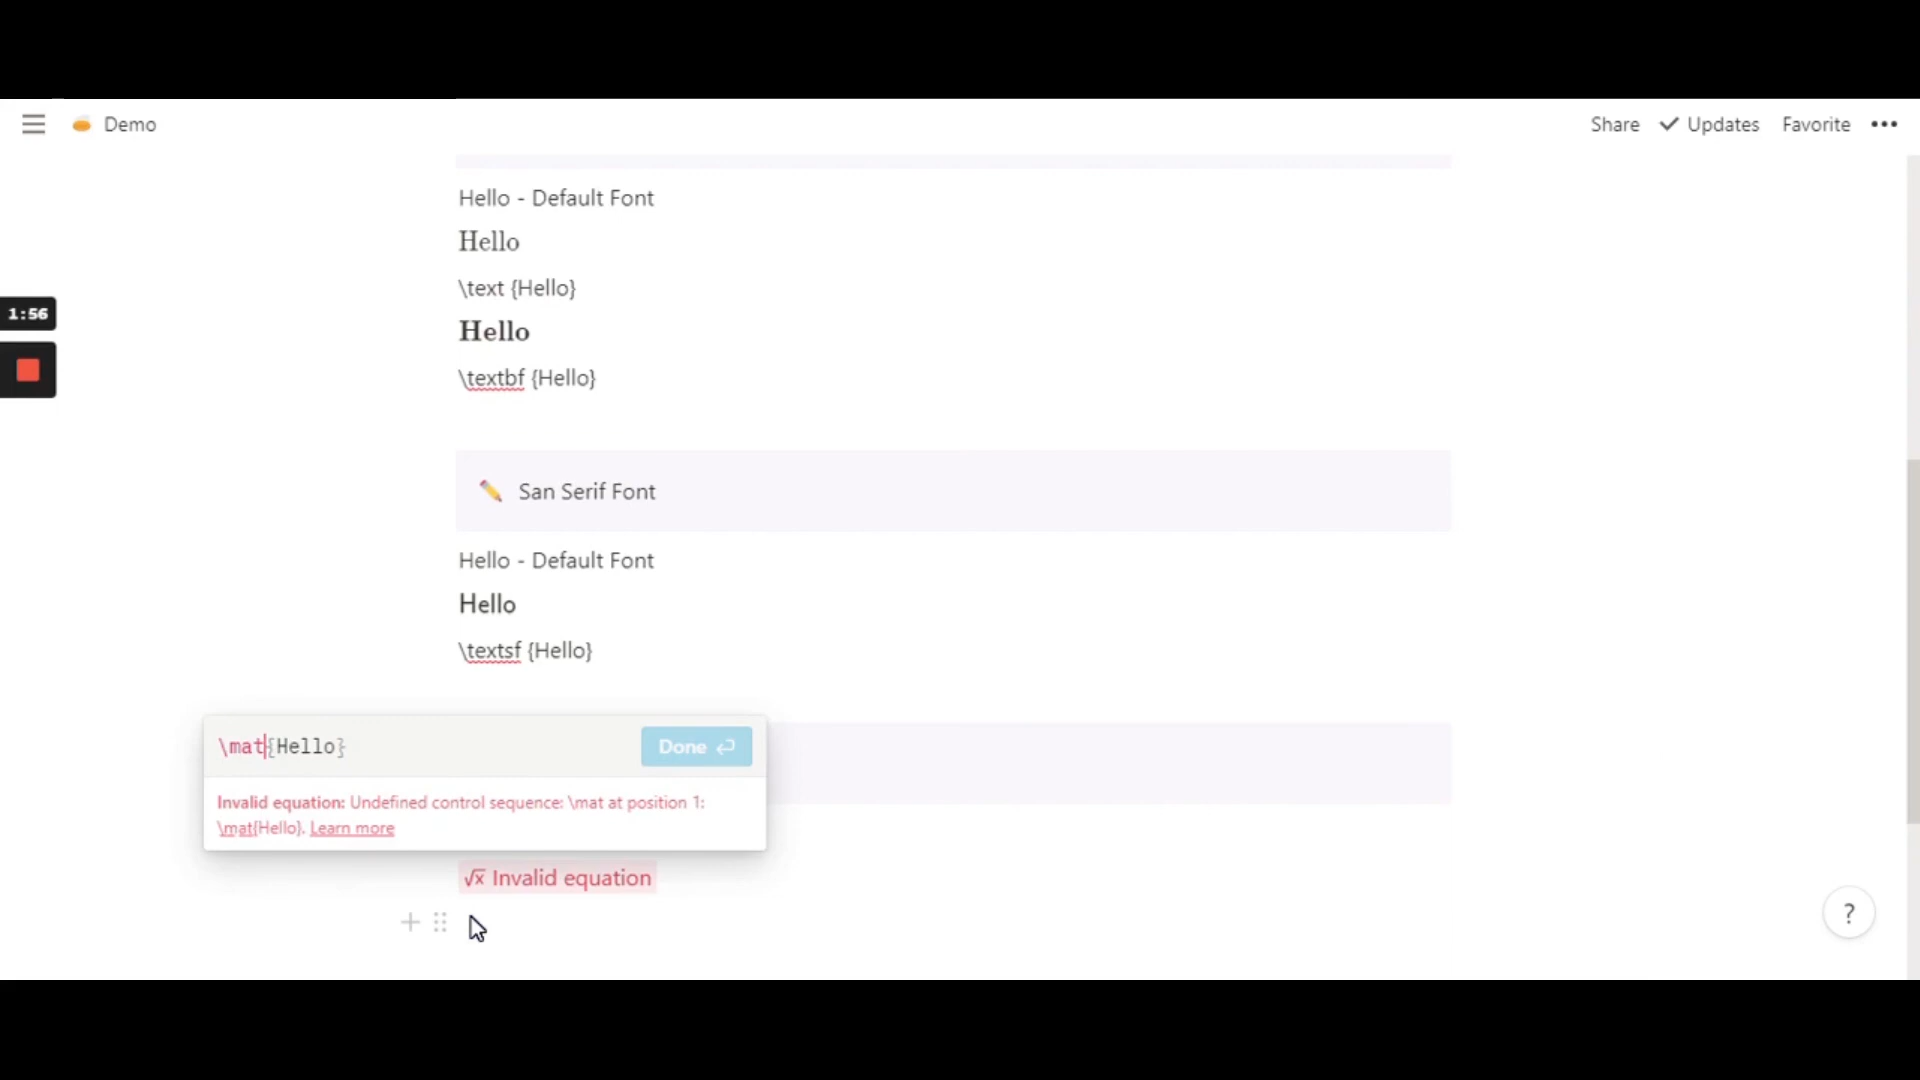 Demo
Share
Updates
Favorite
Hello - Default Font
Hello
\text {Hello}
1:56
Hello
\textbf {Hello}
San Serif Font
Hello - Default Font
Hello
\textsf {Hello}
\mat{Hello}
Done
Invalid equation: Undefined control sequence: \mat at position 1:
\mat{Hello}. Learn more
√x Invalid equation
?